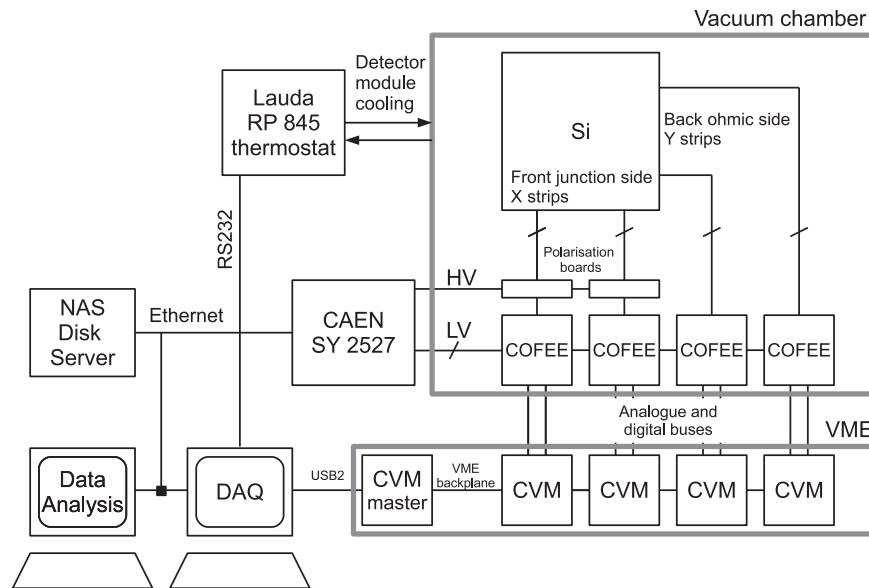 Vacuum chamber
Detector
module
cooling
Lauda
RP 845
thermostat
Si
Back ohmic side
Y strips
Front junction side
X strips
RS232
Polarisation
boards
HV
NAS
Disk
Server
Ethernet
CAEN
SY 2527
LV
COFEE
COFEE
COFEE
COFEE
Analogue and
digital buses
VME
Data
Analysis
DAQ
USB2
CVM
master
VME
backplane
CVM
CVM
CVM
CVM